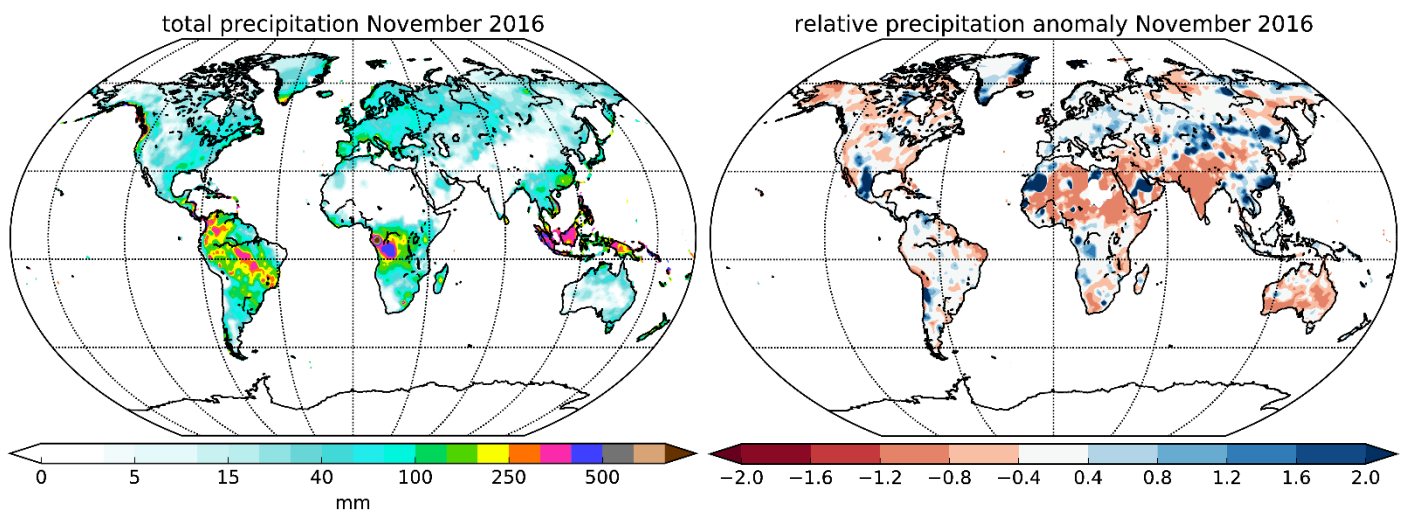 total precipitation November 2016
relative precipitation anomaly November 2016
0 5 15 40 100 250 500
mm
−2.0 −1.6 −1.2 −0.8 −0.4 0.4 0.8 1.2 1.6 2.0